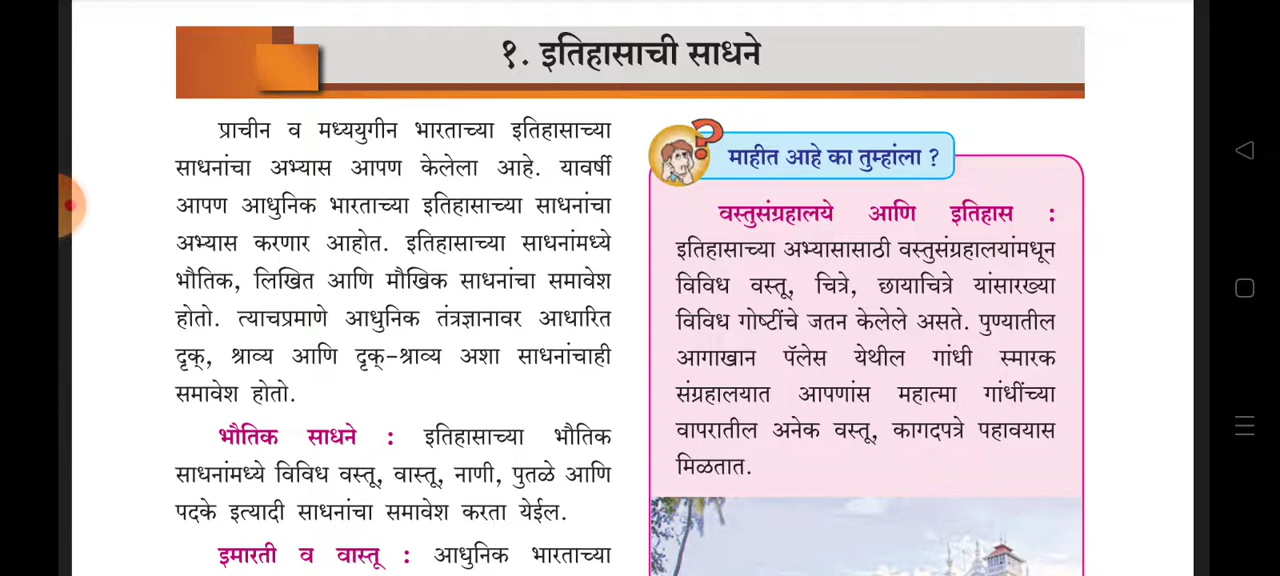 १. इतिहासाची साधने
प्राचीन व मध्ययुगीन भारताच्या इतिहासाच्या
साधनांचा अभ्यास आपण केलेला आहे. यावर्षी
आपण आधुनिक भारताच्या इतिहासाच्या साधनांचा
अभ्यास करणार आहोत. इतिहासाच्या साधनांमध्ये
भौतिक, लिखित आणि मौखिक साधनांचा समावेश
होतो. त्याचप्रमाणे आधुनिक तंत्रज्ञानावर आधारित
दृक्, श्राव्य आणि दृक्-श्राव्य अशा साधनांचाही
समावेश होतो.
भौतिक साधने : इतिहासाच्या भौतिक
साधनांमध्ये विविध वस्तू, वास्तू, नाणी, पुतळे आणि
पदके इत्यादी साधनांचा समावेश करता येईल.
इमारती व वास्तू : आधुनिक भारताच्या
माहीत आहे का तुम्हांला ?
वस्तुसंग्रहालये आणि इतिहास :
इतिहासाच्या अभ्यासासाठी वस्तुसंग्रहालयांमधून
विविध वस्तू, चित्रे, छायाचित्रे यांसारख्या
विविध गोष्टींचे जतन केलेले असते. पुण्यातील
आगाखान पॅलेस येथील गांधी स्मारक
संग्रहालयात आपणांस महात्मा गांधींच्या
वापरातील अनेक वस्तू, कागदपत्रे पहावयास
मिळतात.